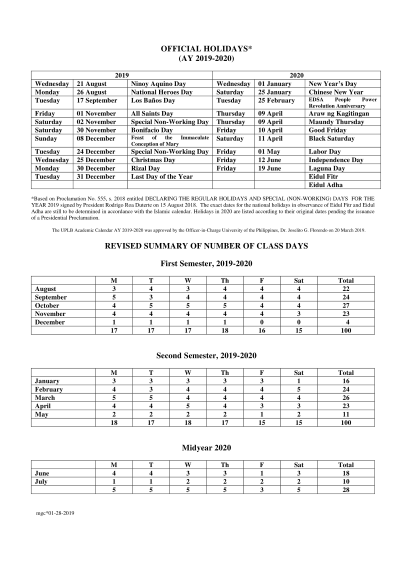 OFFICIAL HOLIDAYS*
(AY 2019-2020)
2019 2020
Wednesday 21 August Ninoy Aquino Day Wednesday 01 January New Year's Day
Monday 26 August National Heroes Day Saturday 25 January Chinese New Year
Tuesday 17 September Los Baños Day Tuesday 25 February EDSA People Power Revolution Anniversary
Friday 01 November All Saints Day Thursday 09 April Araw ng Kagitingan
Saturday 02 November Special Non-Working Day Thursday 09 April Maundy Thursday
Saturday 30 November Bonifacio Day Friday 10 April Good Friday
Sunday 08 December Feast of the Immaculate Conception of Mary Saturday 11 April Black Saturday
Tuesday 24 December Special Non-Working Day Friday 01 May Labor Day
Wednesday 25 December Christmas Day Friday 12 June Independence Day
Monday 30 December Rizal Day Friday 19 June Laguna Day
Tuesday 31 December Last Day of the Year Eidul Fitr
Eidul Adha
*Based on Proclamation No. 555, s. 2018 entitled DECLARING THE REGULAR HOLIDAYS AND SPECIAL (NON-WORKING) DAYS FOR THE
YEAR 2019 signed by President Rodrigo Roa Duterte on 15 August 2018. The exact dates for the national holidays in observance of Eidul Fitr and Eidul
Adha are still to be determined in accordance with the Islamic calendar. Holidays in 2020 are listed according to their original dates pending the issuance
of a Presidential Proclamation.
The UPLB Academic Calendar AY 2019-2020 was approved by the Officer-in-Charge University of the Philippines, Dr. Joselito G. Florendo on 20 March 2019.
REVISED SUMMARY OF NUMBER OF CLASS DAYS
First Semester, 2019-2020
M T W Th F Sat Total
August 3 4 3 4 4 4 22
September 5 3 4 4 4 4 24
October 4 5 5 5 4 4 27
November 4 4 4 4 4 3 23
December 1 1 1 1 0 0 4
17 17 17 18 16 15 100
Second Semester, 2019-2020
M T W Th F Sat Total
January 3 3 3 3 3 1 16
February 4 3 4 4 4 5 24
March 5 5 4 4 4 4 26
April 4 4 5 4 3 3 23
May 2 2 2 2 1 2 11
18 17 18 17 15 15 100
Midyear 2020
M T W Th F Sat Total
June 4 4 3 3 1 3 18
July 1 1 2 2 2 2 10
5 5 5 5 3 5 28
mgc*01-28-2019